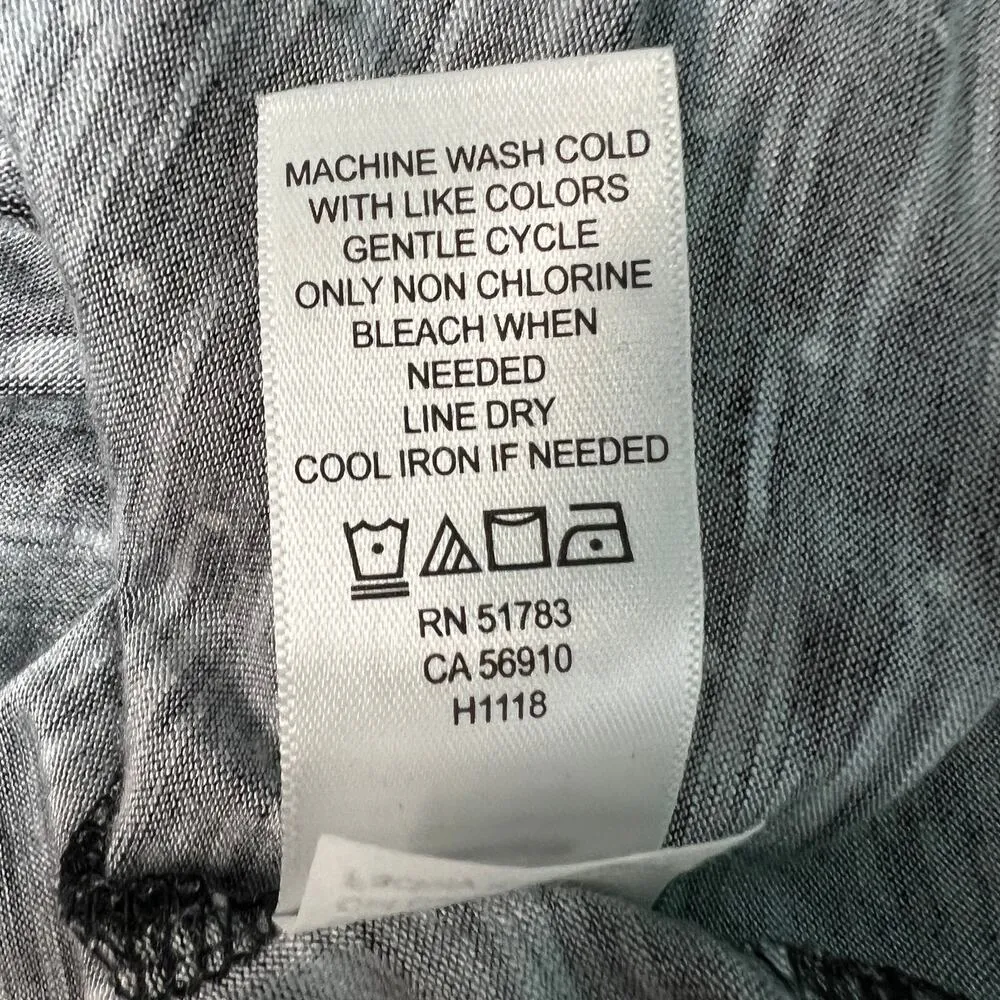 MACHINE WASH COLD
WITH LIKE COLORS
GENTLE CYCLE
ONLY NON CHLORINE
BLEACH WHEN
NEEDED
LINE DRY
COOL IRON IF NEEDED
RN 51783
CA 56910
H1118